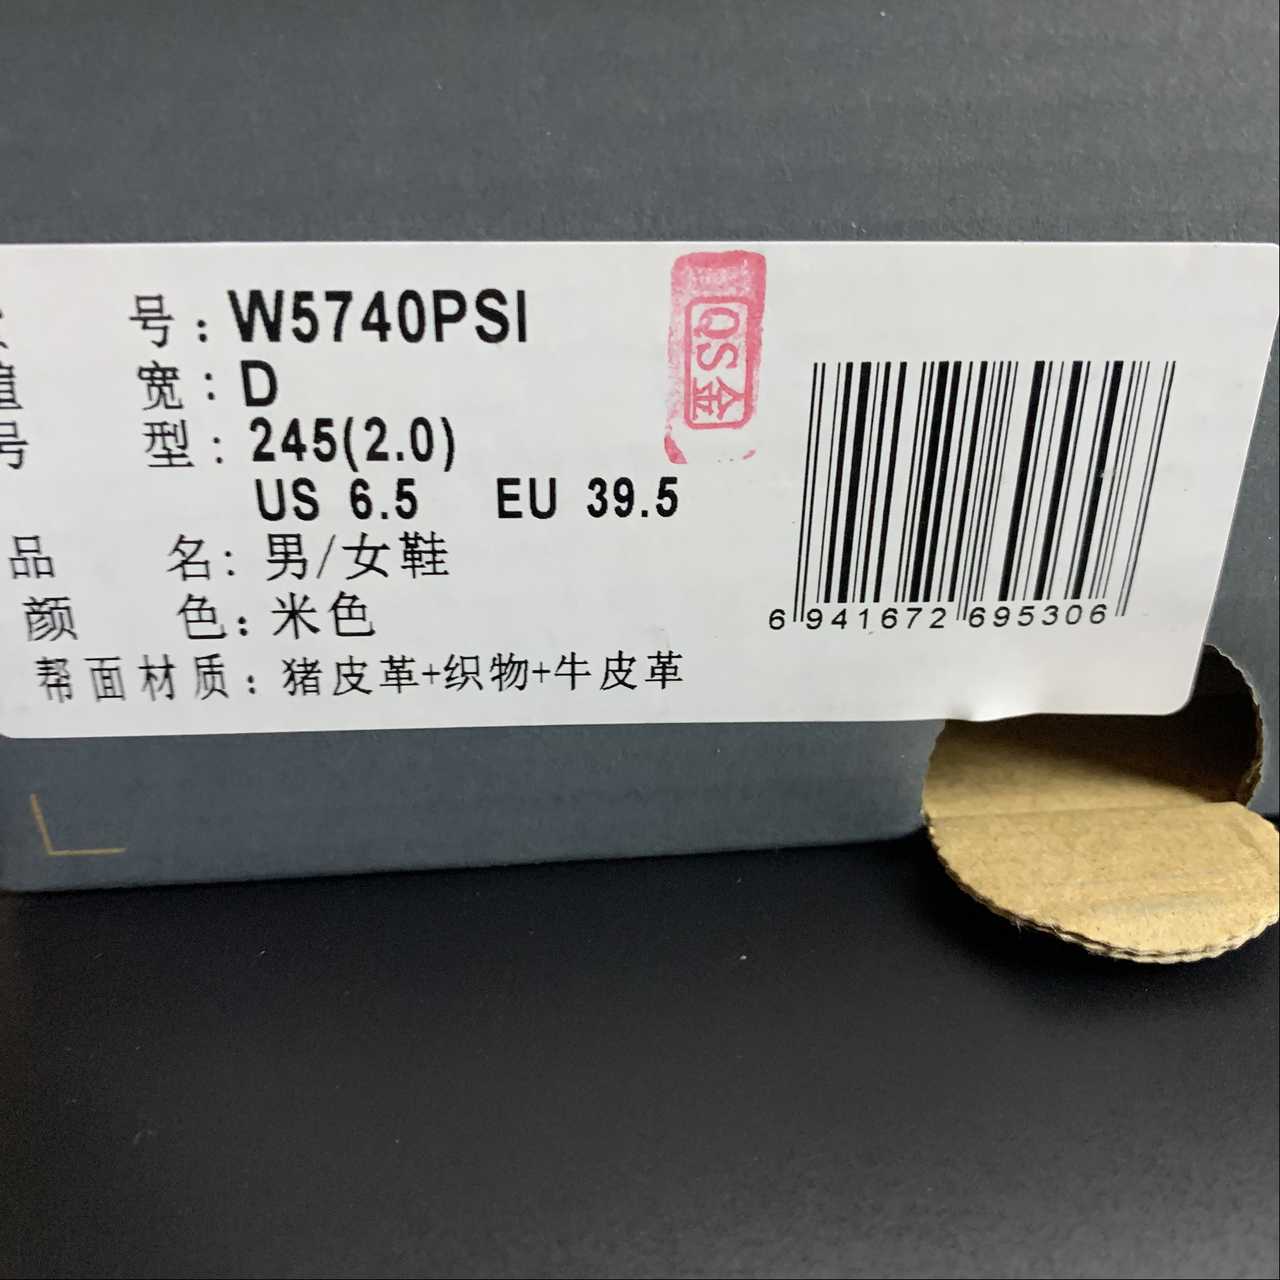 号：W5740PSI
宽：D
号型：245(2.0)
US 6.5 EU 39.5
品名：男/女鞋
颜色：米色
帮面材质：猪皮革+织物+牛皮革
QS金
6 941672 695306